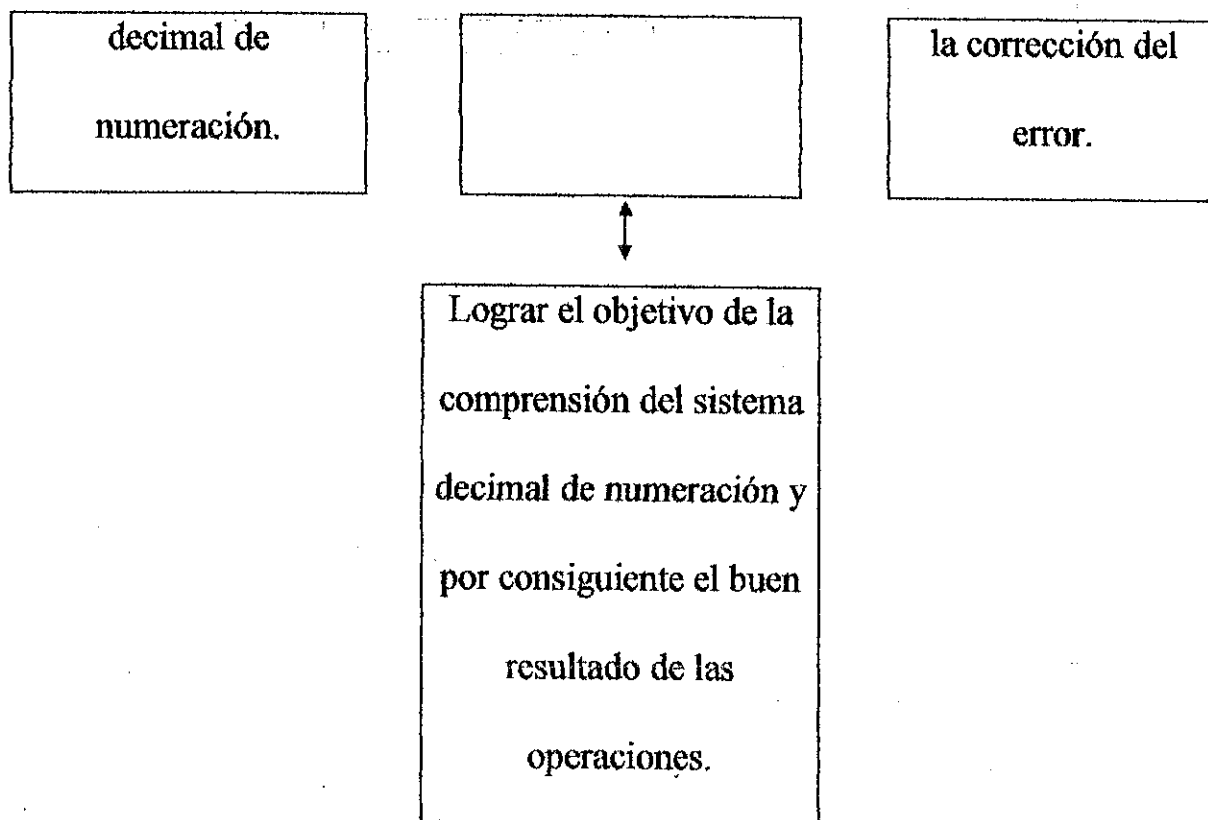 decimal de
numeración.
la corrección del
error.
Lograr el objetivo de la
comprensión del sistema
decimal de numeración y
por consiguiente el buen
resultado de las
operaciones.